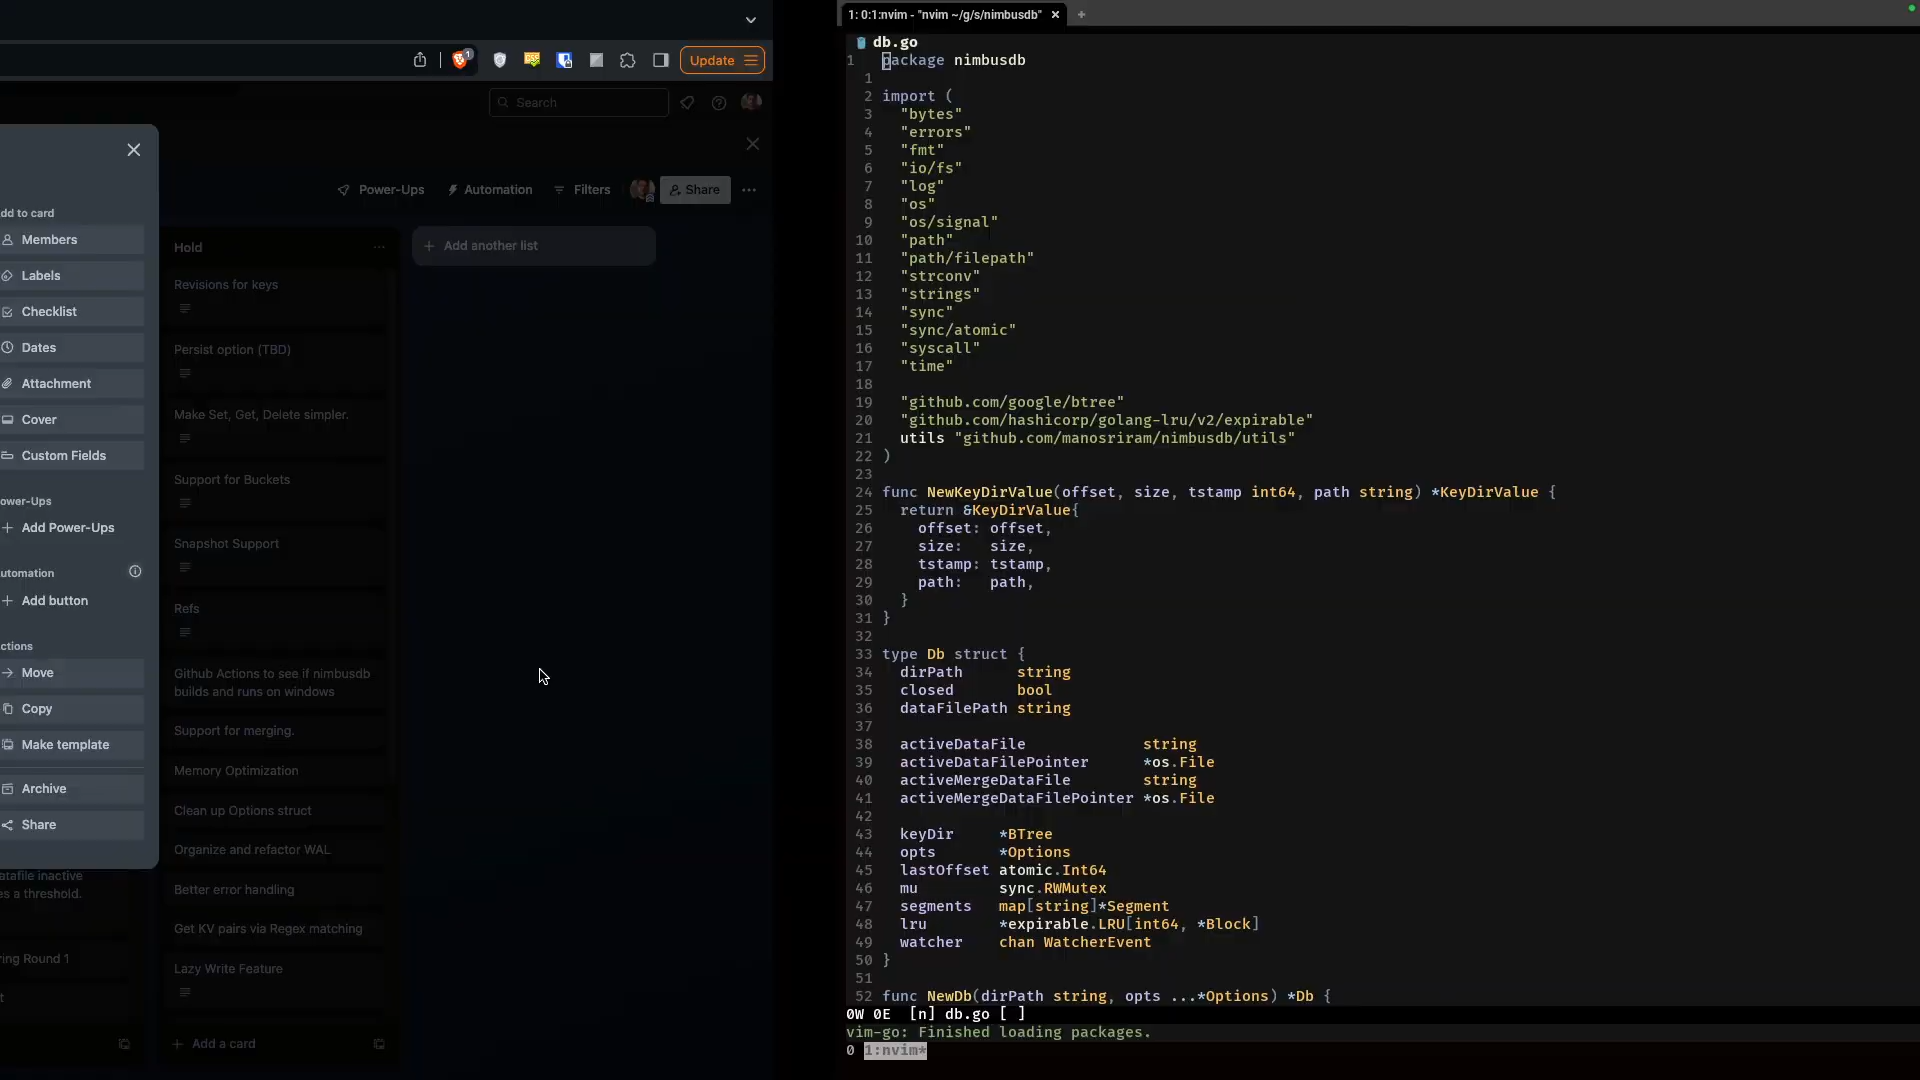 1
Update
Search
Power-Ups
Automation
Filters
Share
dd to card
Members
Labels
Checklist
Dates
Attachment
Cover
Custom Fields
ower-Ups
Add Power-Ups
utomation
Add button
ctions
Move
Copy
Make template
Archive
Share
atafile inactive
es a threshold.
ring Round 1
t
Hold
Revisions for keys
Persist option (TBD)
Make Set, Get, Delete simpler.
Support for Buckets
Snapshot Support
Refs
Github Actions to see if nimbusdb
builds and runs on windows
Support for merging.
Memory Optimization
Clean up Options struct
Organize and refactor WAL
Better error handling
Get KV pairs via Regex matching
Lazy Write Feature
+ Add a card
+ Add another list
1: 0:1:nvim - "nvim ~/g/s/nimbusdb" × +
db.go
1 package nimbusdb
1
2 import (
3 "bytes"
4 "errors"
5 "fmt"
6 "io/fs"
7 "log"
8 "os"
9 "os/signal"
10 "path"
11 "path/filepath"
12 "strconv"
13 "strings"
14 "sync"
15 "sync/atomic"
16 "syscall"
17 "time"
18
19 "github.com/google/btree"
20 "github.com/hashicorp/golang-lru/v2/expirable"
21 utils "github.com/manosriram/nimbusdb/utils"
22 )
23
24 func NewKeyDirValue(offset, size, tstamp int64, path string) *KeyDirValue {
25 return &KeyDirValue{
26 offset: offset,
27 size: size,
28 tstamp: tstamp,
29 path: path,
30 }
31 }
32
33 type Db struct {
34 dirPath string
35 closed bool
36 dataFilePath string
37
38 activeDataFile string
39 activeDataFilePointer *os.File
40 activeMergeDataFile string
41 activeMergeDataFilePointer *os.File
42
43 keyDir *BTree
44 opts *Options
45 lastOffset atomic.Int64
46 mu sync.RWMutex
47 segments map[string]*Segment
48 lru *expirable.LRU[int64, *Block]
49 watcher chan WatcherEvent
50 }
51
52 func NewDb(dirPath string, opts ...*Options) *Db {
0W 0E [n] db.go [ ]
vim-go: Finished loading packages.
0 1:nvim*